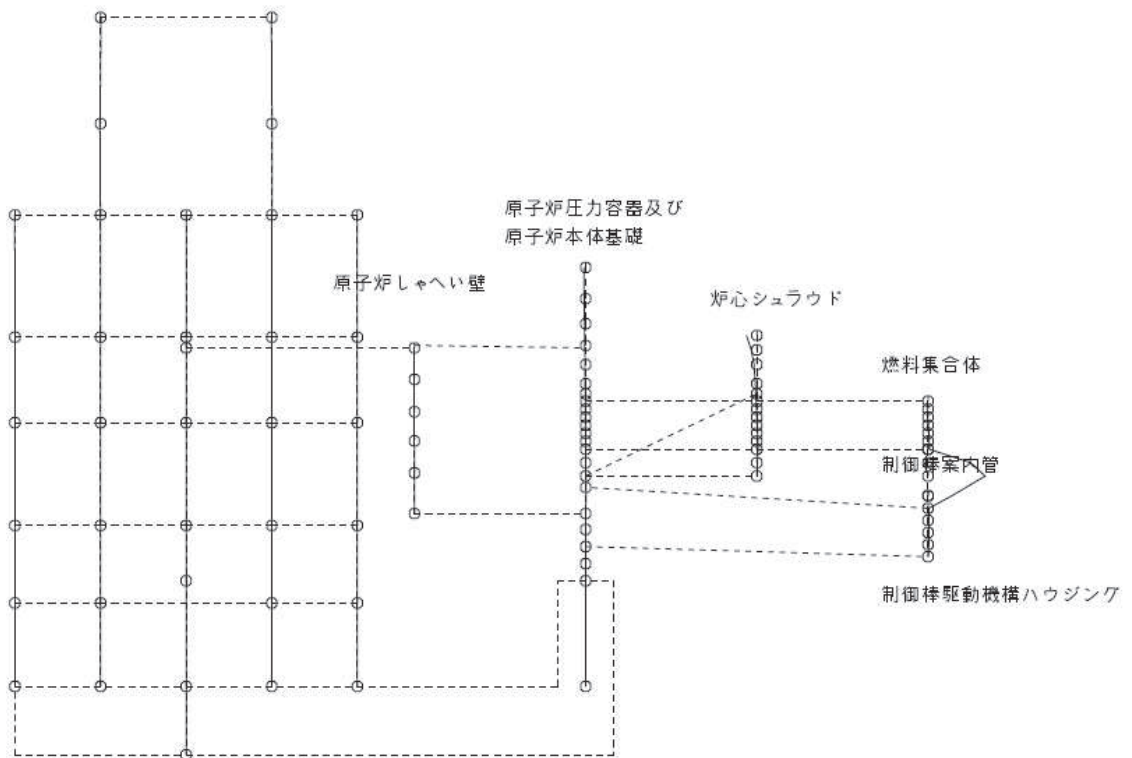 原子炉圧力容器及び
原子炉本体基礎
原子炉しゃへい壁
炉心シュラウド
燃料集合体
制御棒案内管
制御棒駆動機構ハウジング